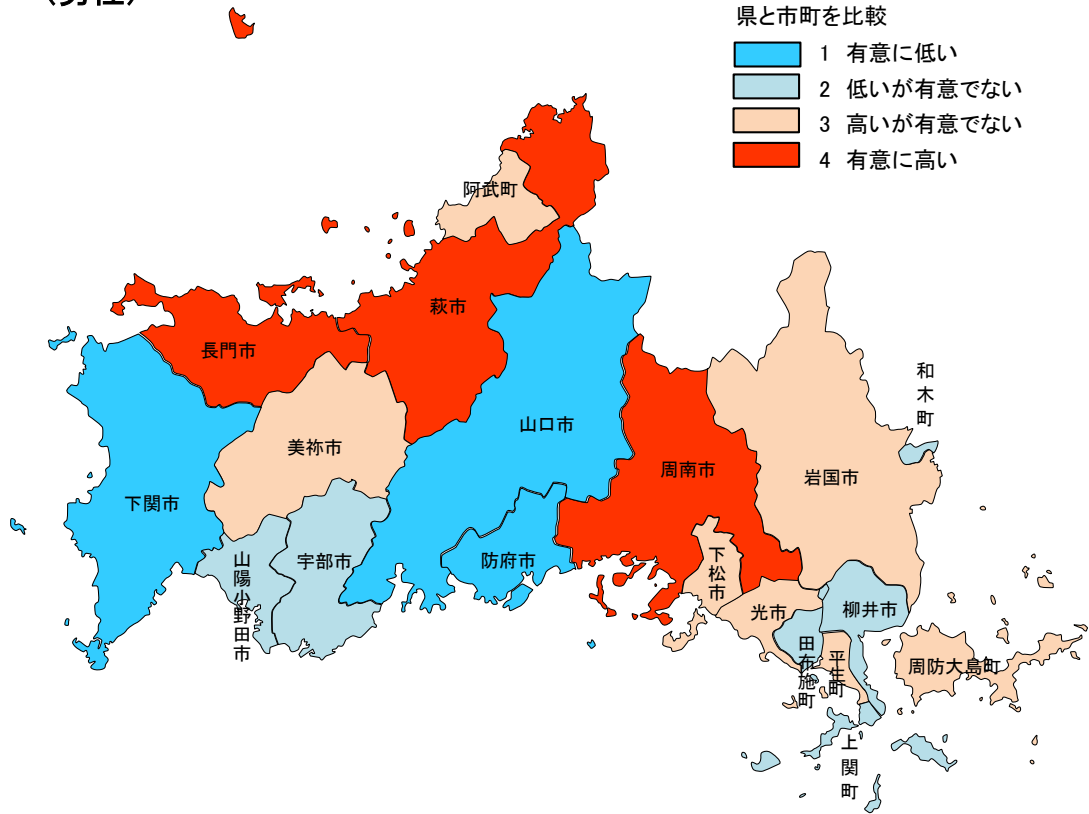 県と市町を比較
1 有意に低い
2 低いが有意でない
3 高いが有意でない
4 有意に高い
阿武町
萩市
長門市
和木町
山口市
美祢市
周南市
岩国市
下関市
山陽小野田市
宇部市
防府市
下松市
光市
柳井市
田布施町
平生町
周防大島町
上関町